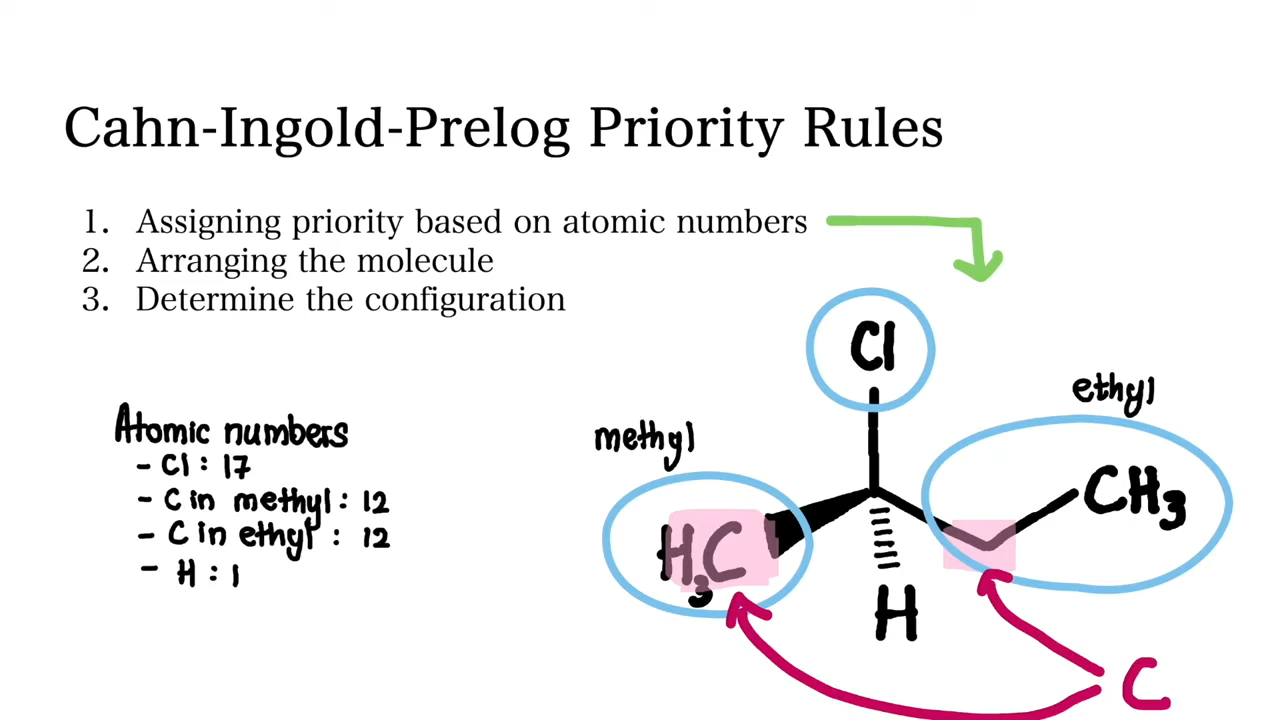 Cahn-Ingold-Prelog Priority Rules
1. Assigning priority based on atomic numbers
2. Arranging the molecule
3. Determine the configuration
Atomic numbers
- Cl : 17
- C in methyl : 12
- C in ethyl : 12
- H : 1
Cl
ethyl
methyl
CH3
H3C
H
C